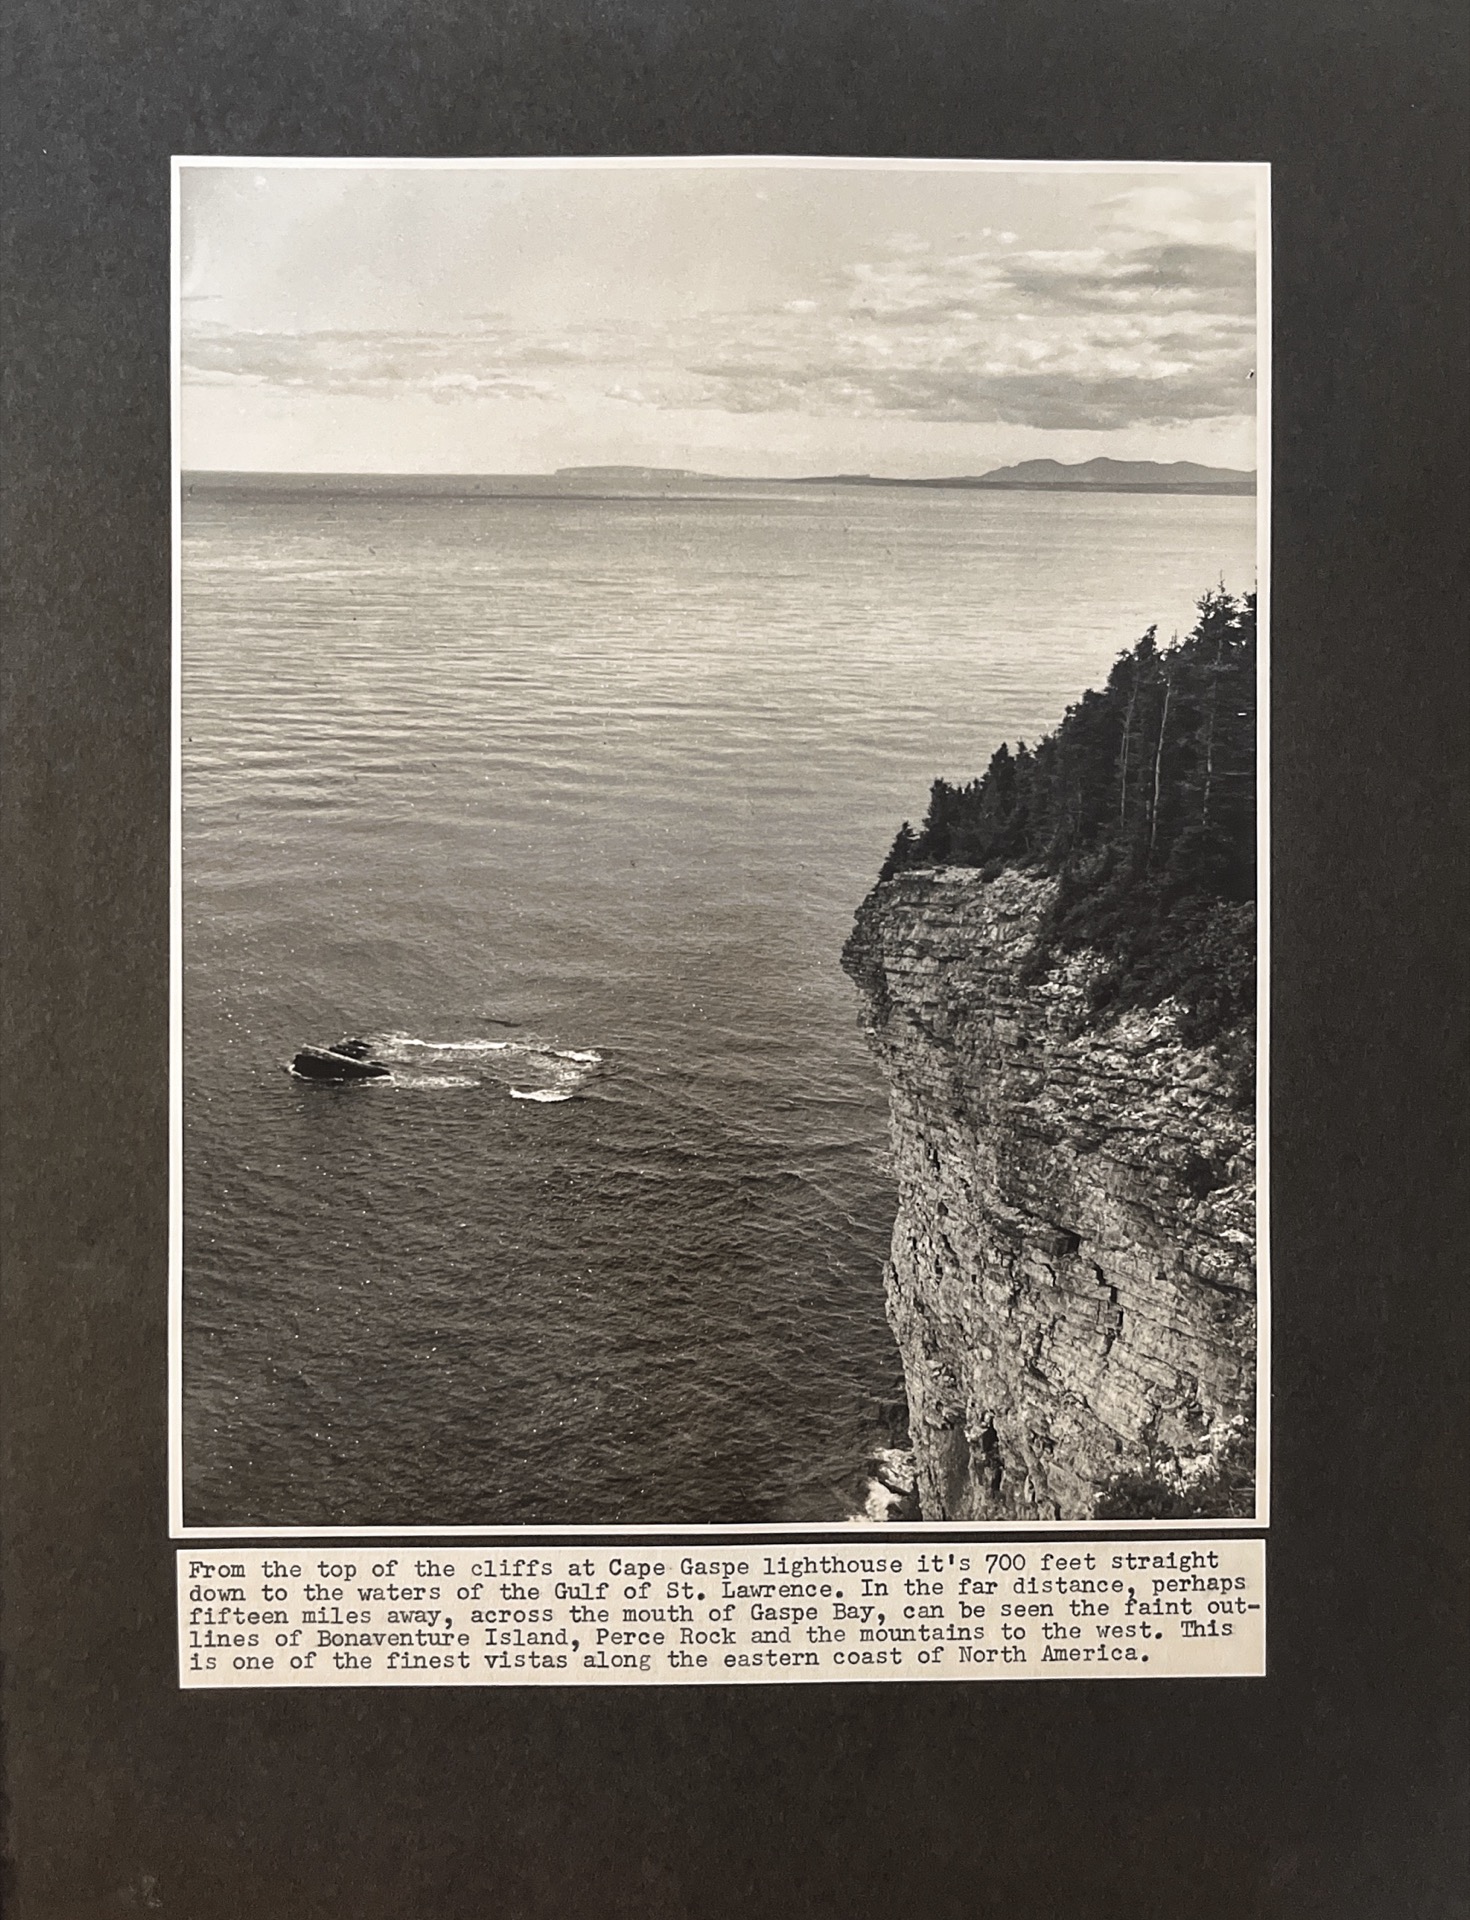 From the top of the cliffs at Cape Gaspe lighthouse it's 700 feet straight
down to the waters of the Gulf of St. Lawrence. In the far distance, perhaps
fifteen miles away, across the mouth of Gaspe Bay, can be seen the faint out-
lines of Bonaventure Island, Perce Rock and the mountains to the west. This
is one of the finest vistas along the eastern coast of North America.